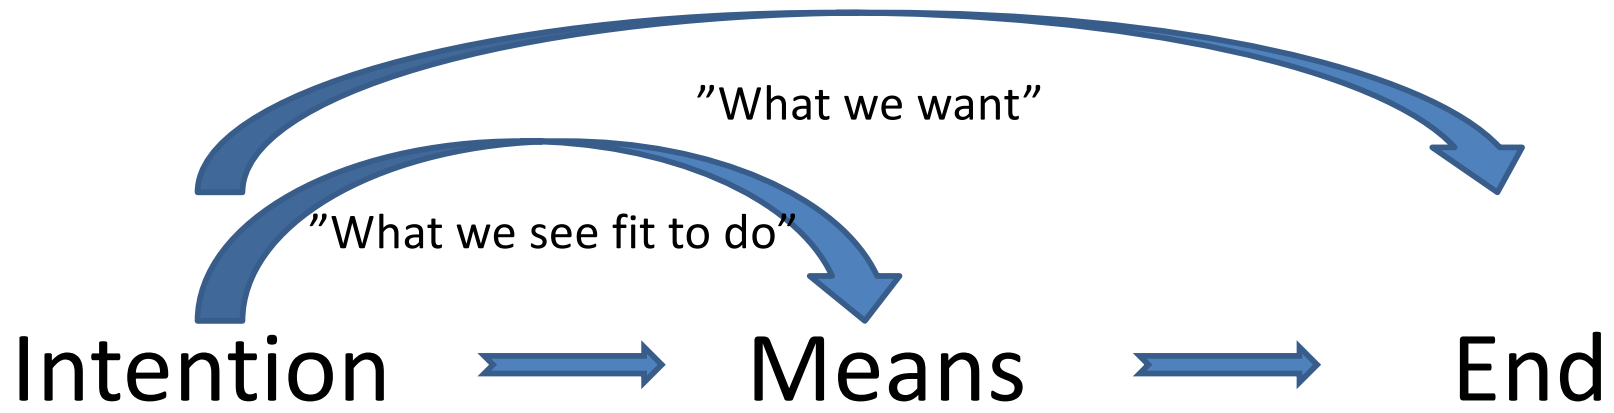 ”What we want”
”What we see fit to do”
Intention Means End